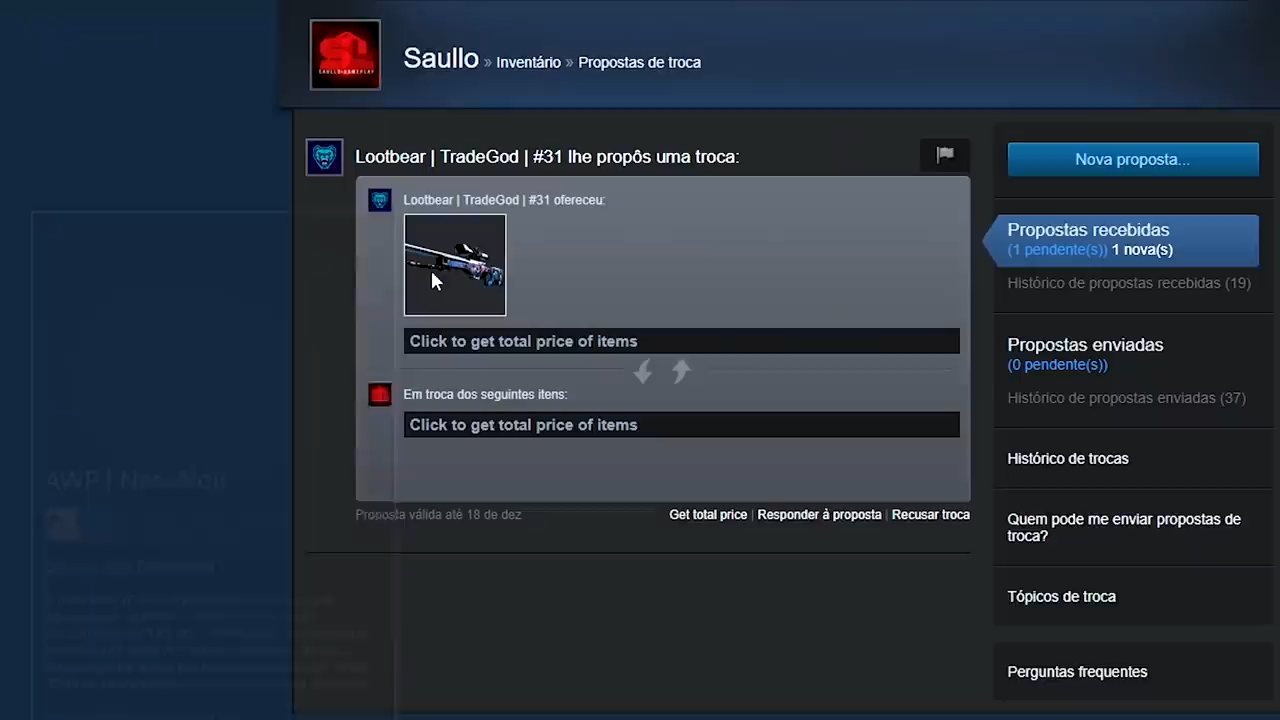 Saullo » Inventário » Propostas de troca
SAULLO GAMEPLAY
Lootbear | TradeGod | #31 lhe propôs uma troca:
Lootbear | TradeGod | #31 ofereceu:
Click to get total price of items
Em troca dos seguintes itens:
Click to get total price of items
Proposta válida até 18 de dez
Get total price | Responder à proposta | Recusar troca
Nova proposta...
Propostas recebidas
(1 pendente(s)) 1 nova(s)
Histórico de propostas recebidas (19)
Propostas enviadas
(0 pendente(s))
Histórico de propostas enviadas (37)
Histórico de trocas
Quem pode me enviar propostas de
troca?
Tópicos de troca
Perguntas frequentes
AWP |